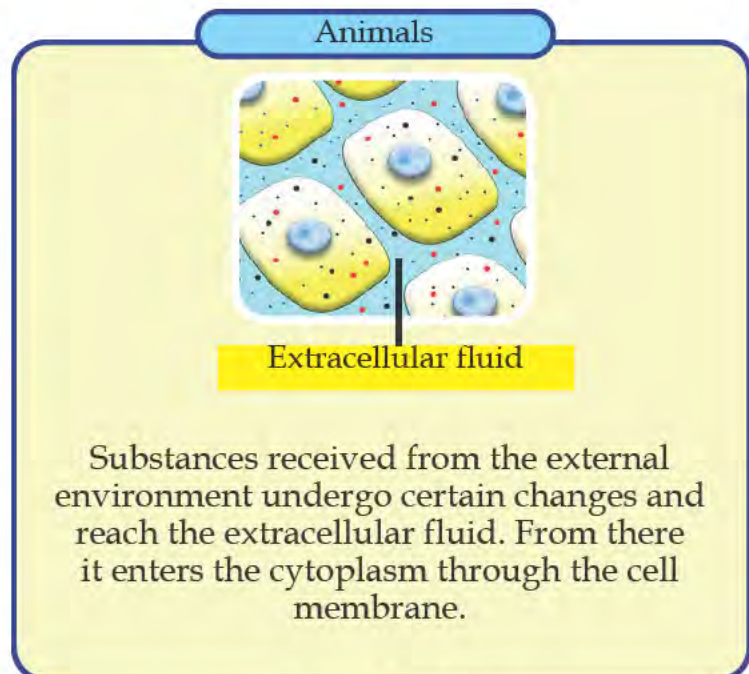 Animals
Extracellular fluid
Substances received from the external
environment undergo certain changes and
reach the extracellular fluid. From there
it enters the cytoplasm through the cell
membrane.